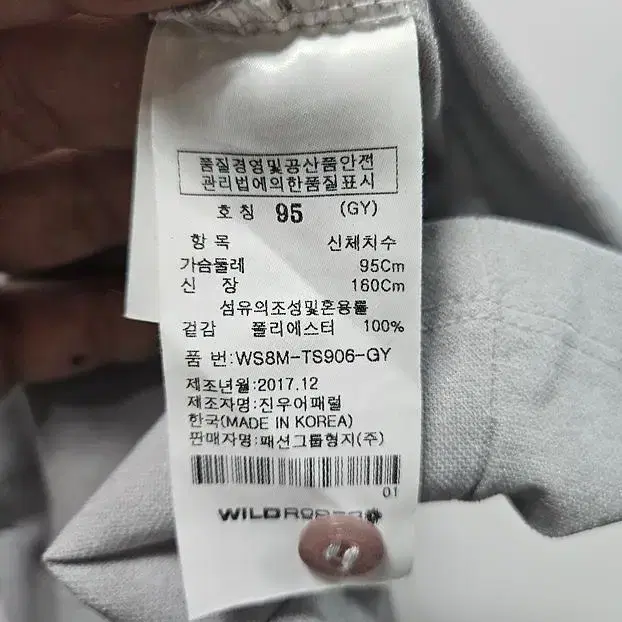 품질경영및공산품안전
관리법에의한품질표시
호칭 95 (GY)
항목 신체치수
가슴둘레 95Cm
신장 160Cm
섬유의조성및혼용률
겉감 폴리에스터 100%
품 번:WS8M-TS906-GY
제조년월:2017.12
제조자명:진우어패럴
한국(MADE IN KOREA)
판매자명:패션그룹형지(주)
01